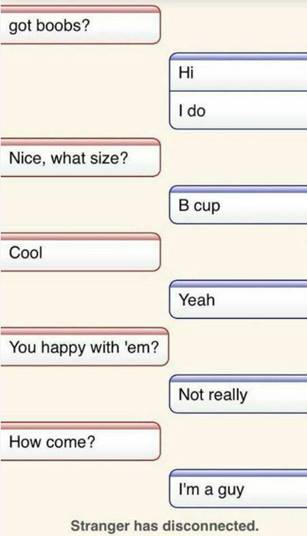 got boobs?
Hi
I do
Nice, what size?
B cup
Cool
Yeah
You happy with 'em?
Not really
How come?
I'm a guy
Stranger has disconnected.